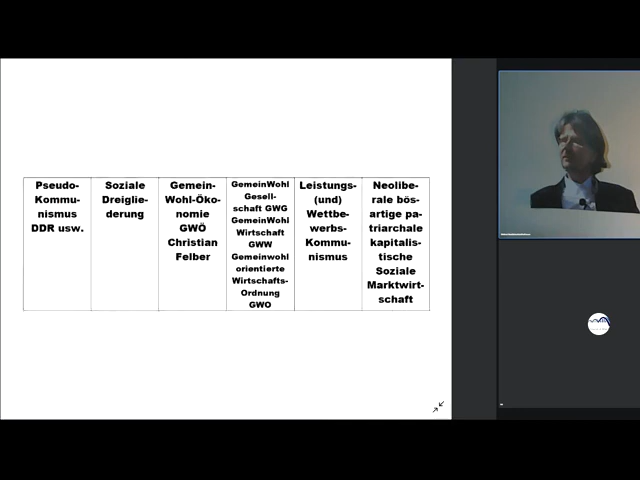 Pseudo-
Kommu-
nismus
DDR usw.
Soziale
Dreiglie-
derung
Gemein-
Wohl-Öko-
nomie
GWÖ
Christian
Felber
GemeinWohl
Gesell-
schaft GWG
GemeinWohl
Wirtschaft
GWW
Gemeinwohl
orientierte
Wirtschafts-
Ordnung
GWO
Leistungs-
(und)
Wettbe-
werbs-
Kommu-
nismus
Neolibe-
rale bös-
artige pa-
triarchale
kapitalis-
tische
Soziale
Marktwirt-
schaft